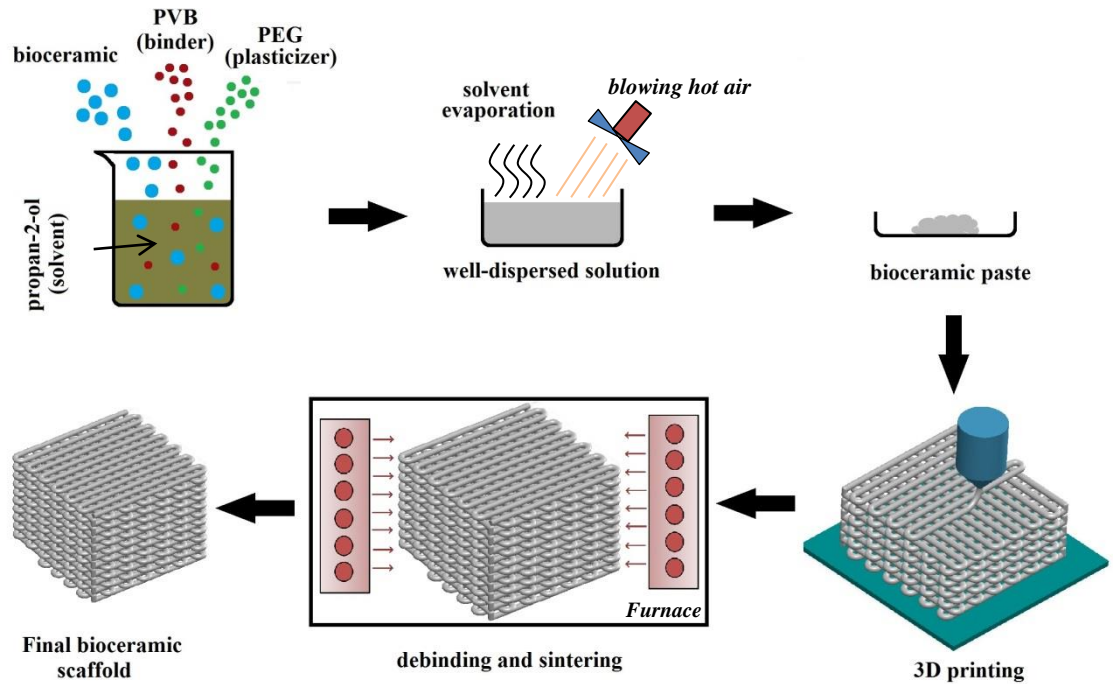 bioceramic
PVB
(binder)
PEG
(plasticizer)
propan-2-ol
(solvent)
solvent
evaporation
blowing hot air
well-dispersed solution
bioceramic paste
3D printing
Furnace
debinding and sintering
Final bioceramic
scaffold